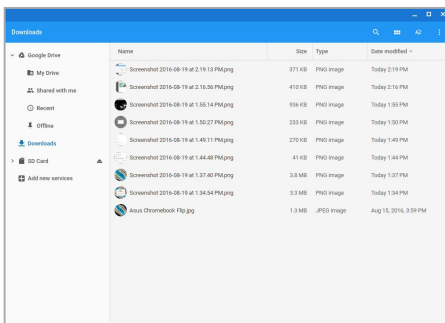 Downloads
Google Drive
My Drive
Shared with me
Recent
Offline
Downloads
SD Card
Add new services
Name Size Type Date modified
Screenshot 2016-08-19 at 2.19.13 PM.png 371 KB PNG image Today 2:19 PM
Screenshot 2016-08-19 at 2.16.56 PM.png 410 KB PNG image Today 2:16 PM
Screenshot 2016-08-19 at 1.55.14 PM.png 936 KB PNG image Today 1:55 PM
Screenshot 2016-08-19 at 1.50.27 PM.png 233 KB PNG image Today 1:50 PM
Screenshot 2016-08-19 at 1.49.11 PM.png 270 KB PNG image Today 1:49 PM
Screenshot 2016-08-19 at 1.44.48 PM.png 41 KB PNG image Today 1:44 PM
Screenshot 2016-08-19 at 1.37.40 PM.png 3.8 MB PNG image Today 1:37 PM
Screenshot 2016-08-19 at 1.34.54 PM.png 3.3 MB PNG image Today 1:34 PM
Asus Chromebook Flip.jpg 1.3 MB JPEG image Aug 15, 2016, 3:59 PM